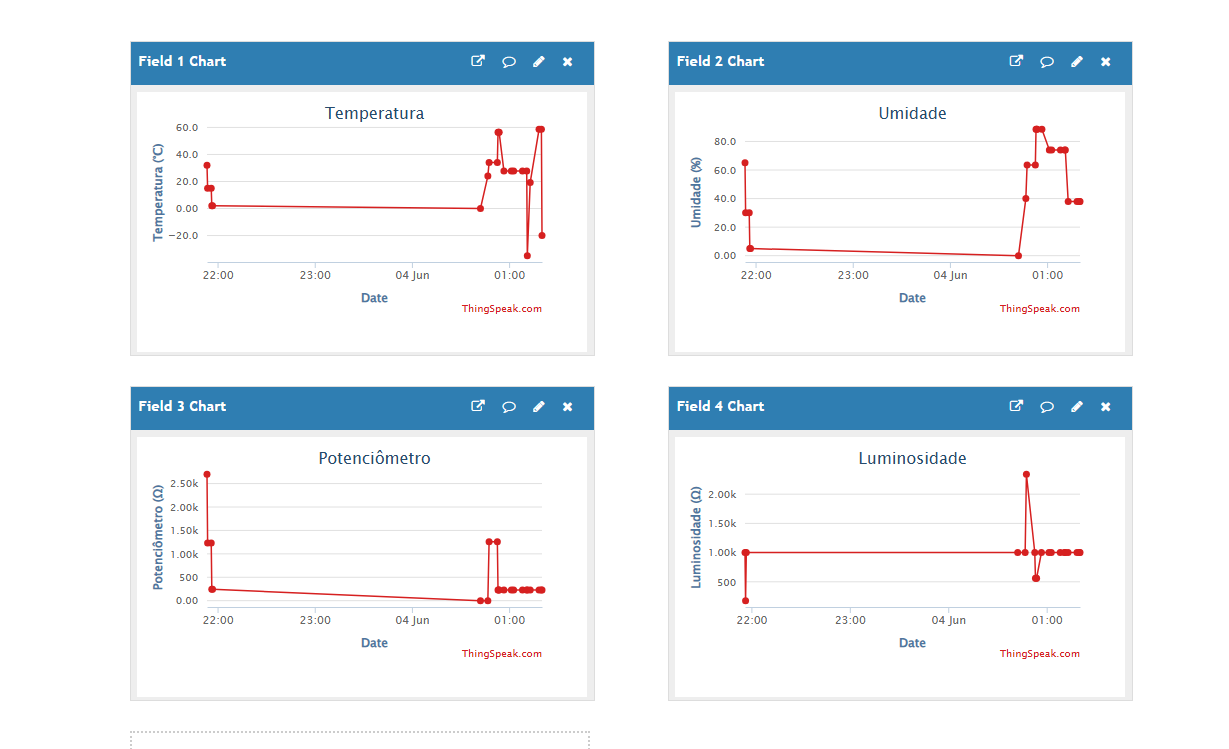 Field 1 Chart
Temperatura
Temperatura (°C)
60.0
40.0
20.0
0.00
−20.0
22:00 23:00 04 Jun 01:00
Date
ThingSpeak.com
Field 2 Chart
Umidade
Umidade (%)
80.0
60.0
40.0
20.0
0.00
22:00 23:00 04 Jun 01:00
Date
ThingSpeak.com
Field 3 Chart
Potenciômetro
Potenciômetro (Ω)
2.50k
2.00k
1.50k
1.00k
500
0.00
22:00 23:00 04 Jun 01:00
Date
ThingSpeak.com
Field 4 Chart
Luminosidade
Luminosidade (Ω)
2.00k
1.50k
1.00k
500
22:00 23:00 04 Jun 01:00
Date
ThingSpeak.com